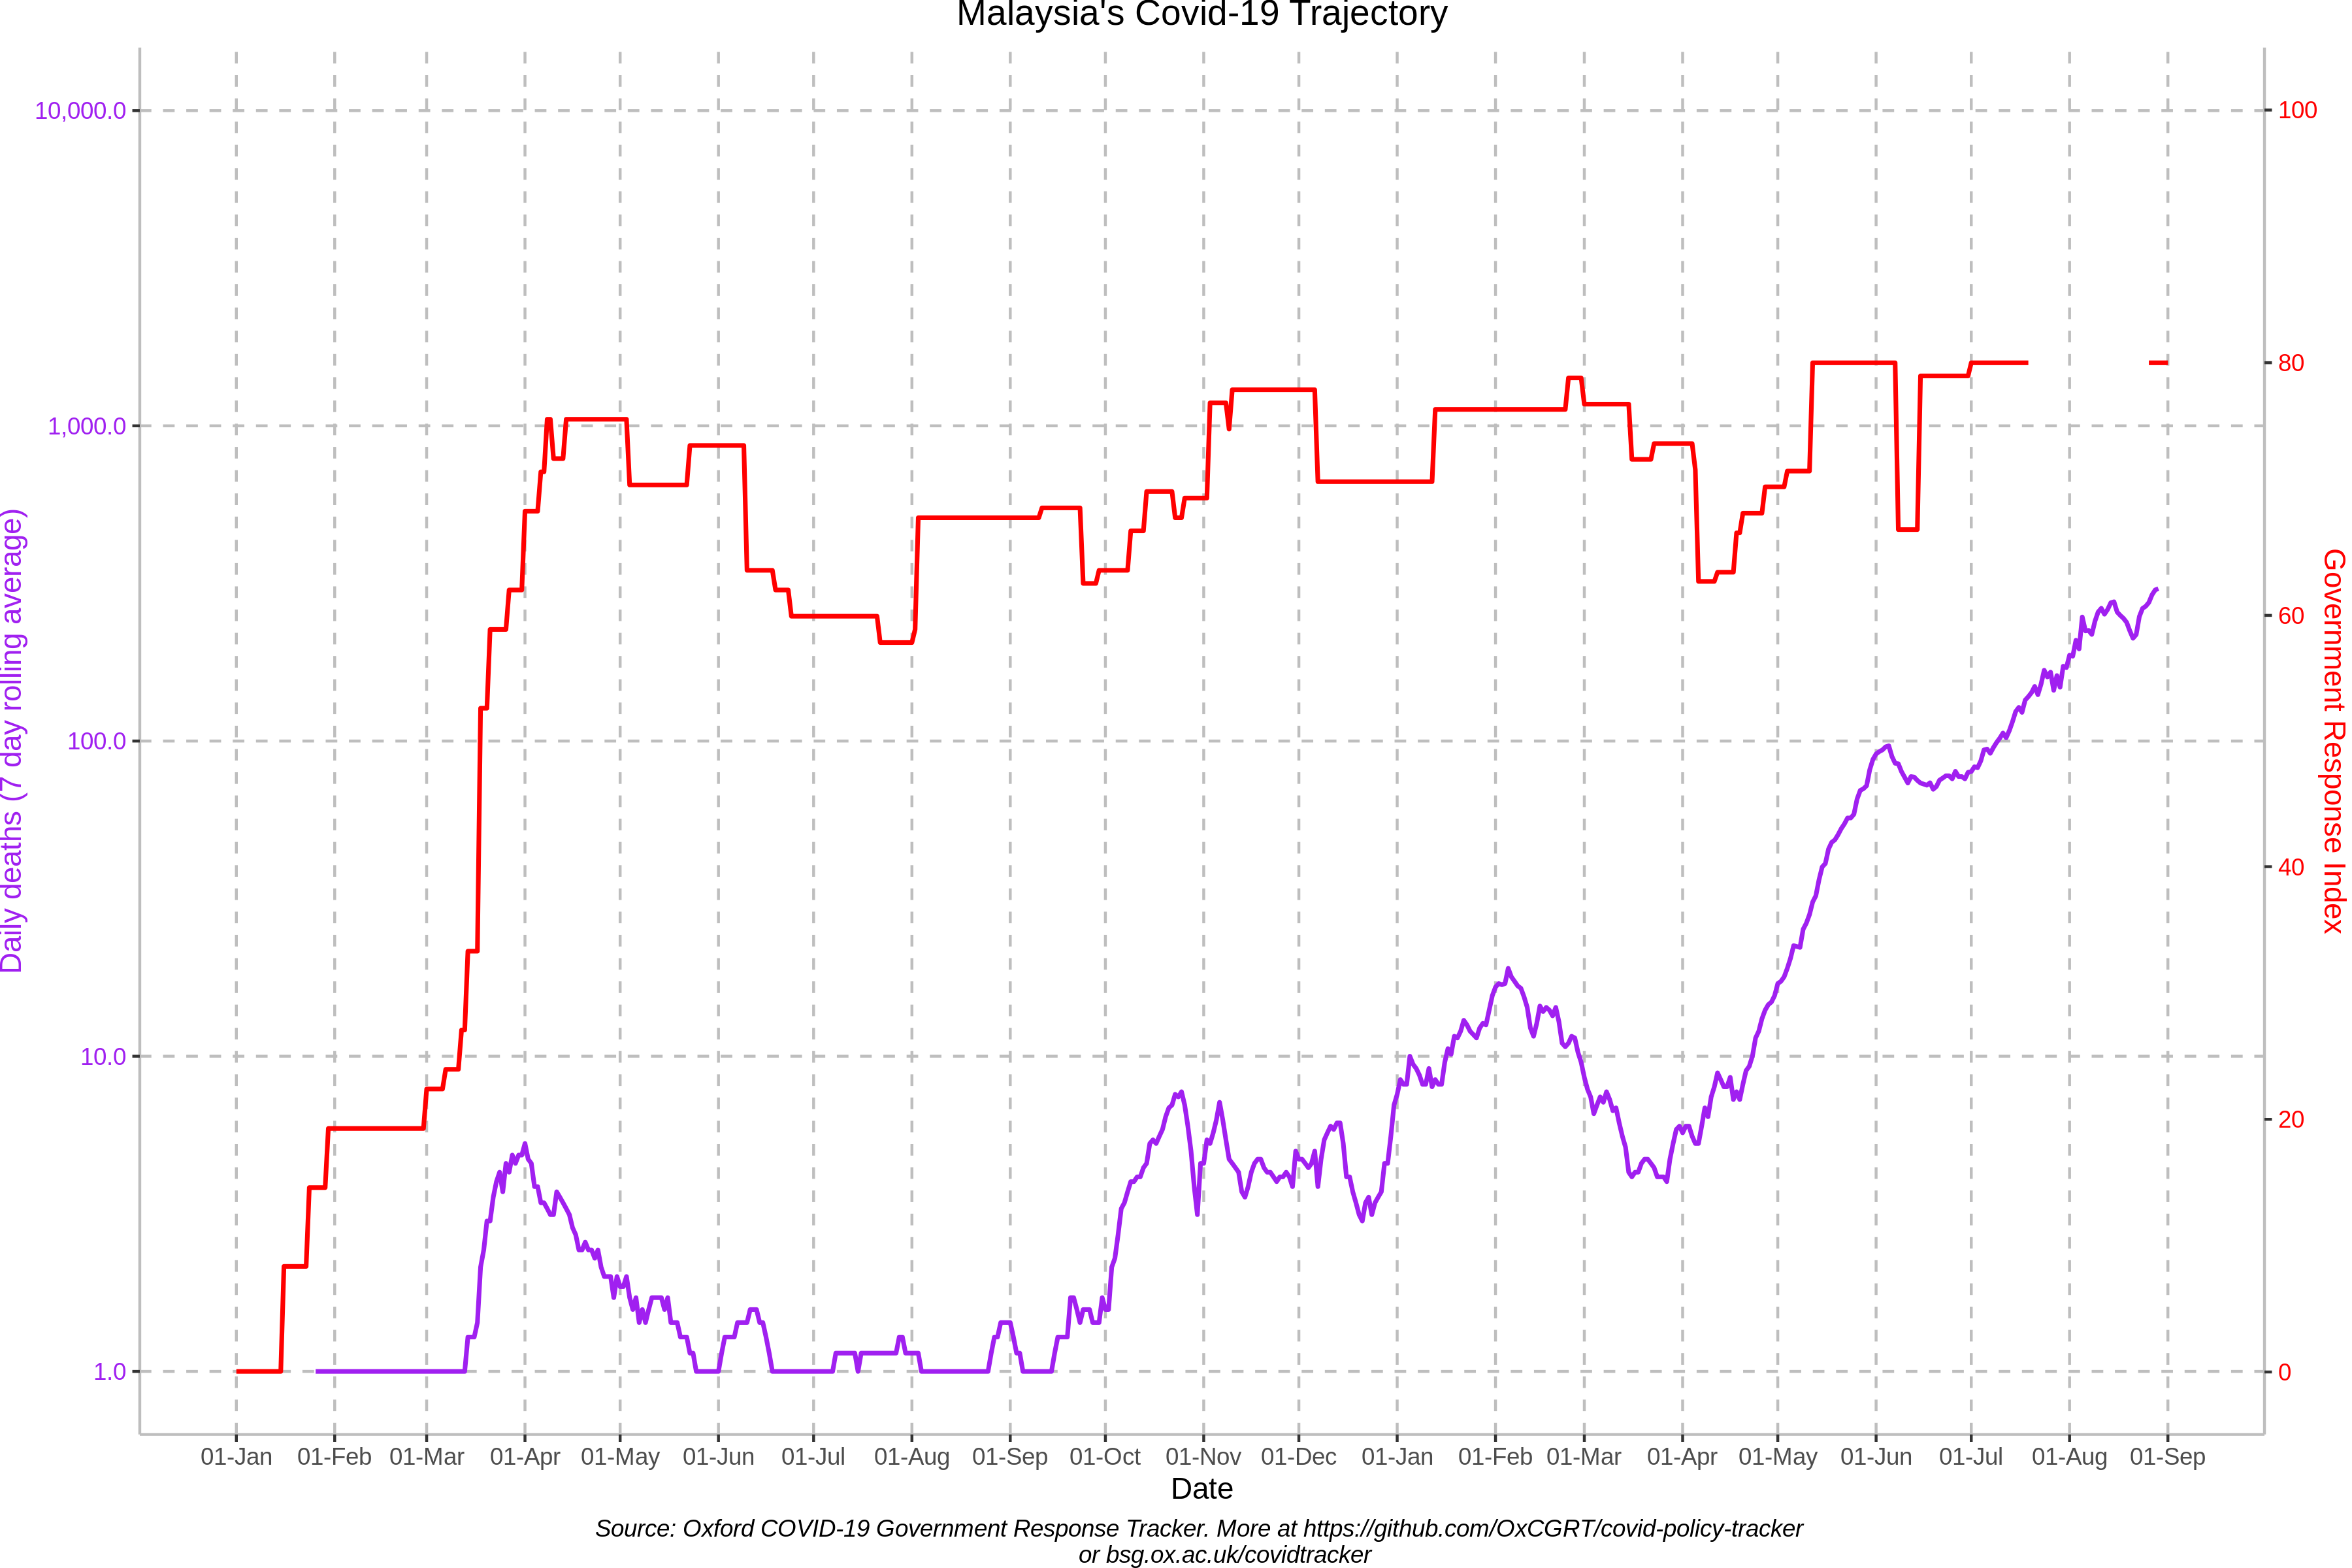 Malaysia's Covid-19 Trajectory
Daily deaths (7 day rolling average)
10,000.0
1,000.0
100.0
10.0
1.0
100
80
60
40
20
0
Government Response Index
01-Jan 01-Feb 01-Mar 01-Apr 01-May 01-Jun 01-Jul 01-Aug 01-Sep 01-Oct 01-Nov 01-Dec 01-Jan 01-Feb 01-Mar 01-Apr 01-May 01-Jun 01-Jul 01-Aug 01-Sep
Date
Source: Oxford COVID-19 Government Response Tracker. More at https://github.com/OxCGRT/covid-policy-tracker
or bsg.ox.ac.uk/covidtracker